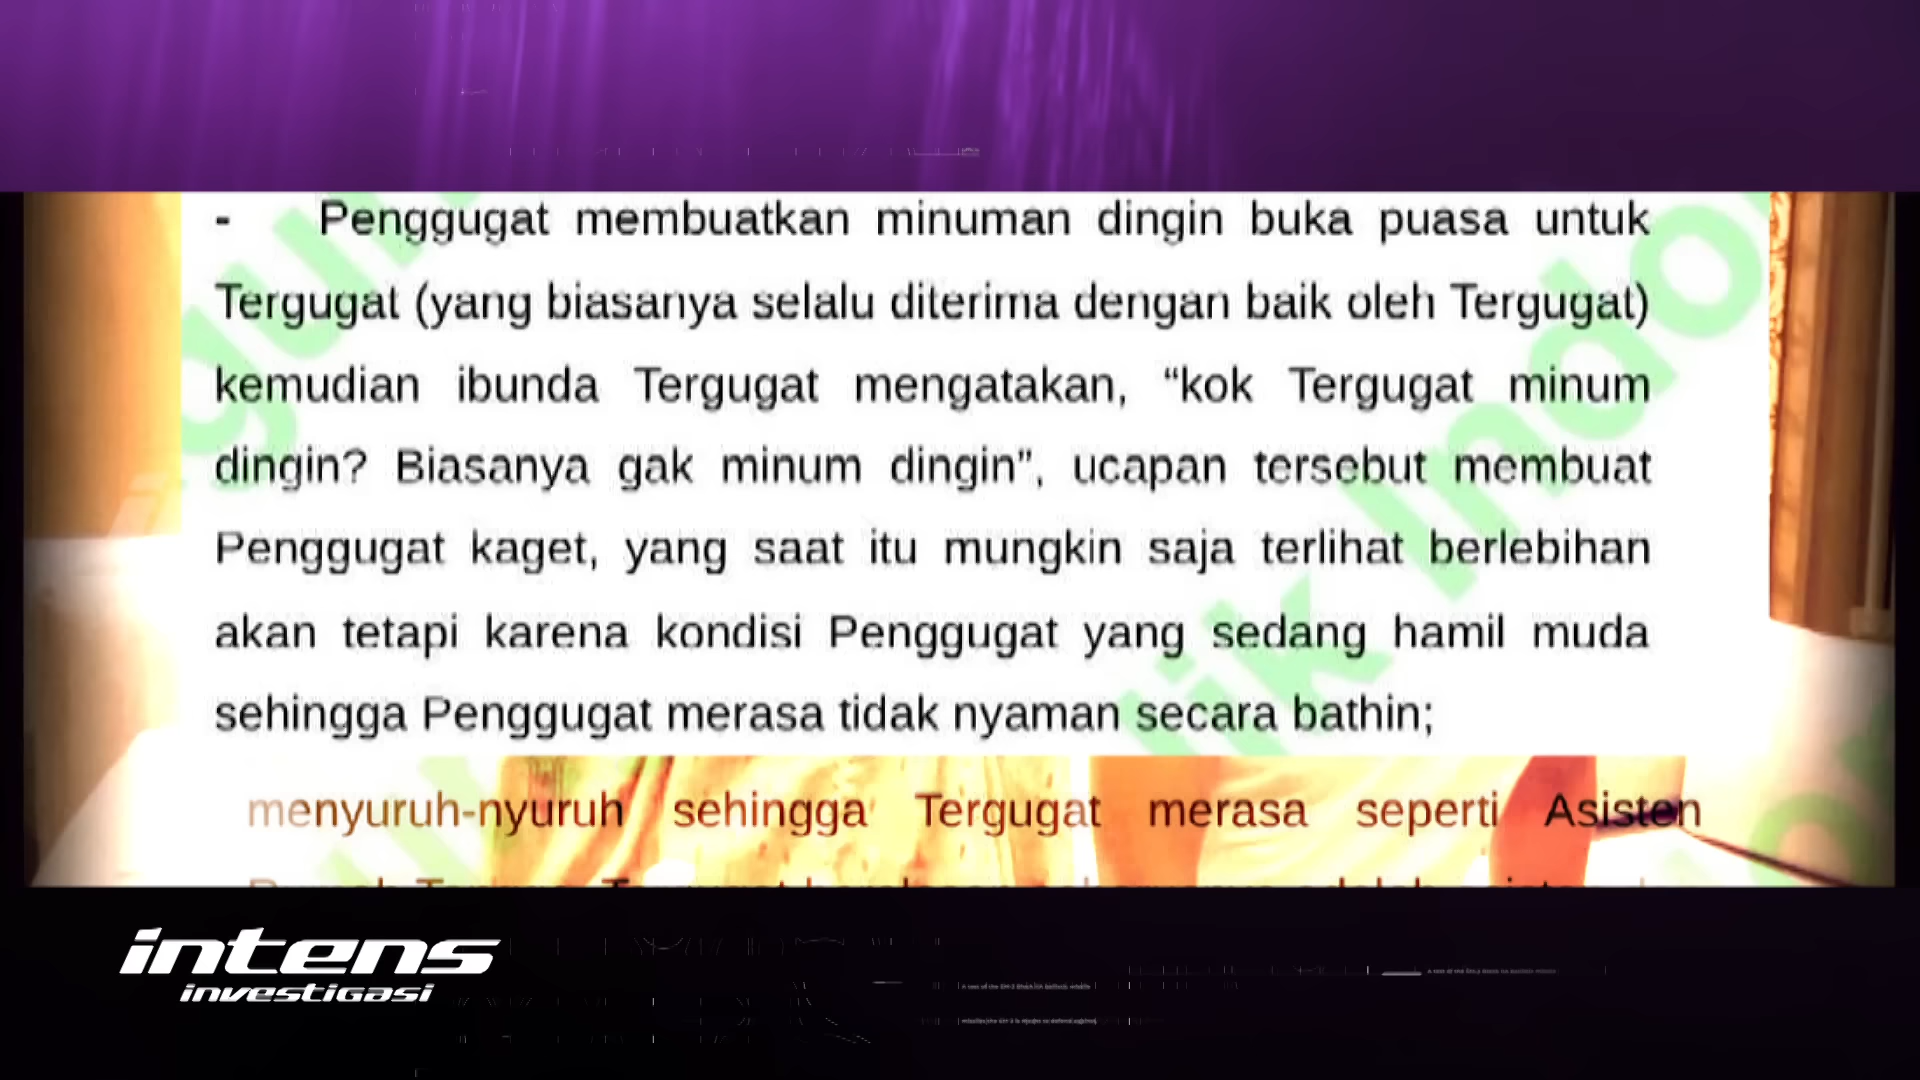 - Penggugat membuatkan minuman dingin buka puasa untuk
Tergugat (yang biasanya selalu diterima dengan baik oleh Tergugat)
kemudian ibunda Tergugat mengatakan, “kok Tergugat minum
dingin? Biasanya gak minum dingin”, ucapan tersebut membuat
Penggugat kaget, yang saat itu mungkin saja terlihat berlebihan
akan tetapi karena kondisi Penggugat yang sedang hamil muda
sehingga Penggugat merasa tidak nyaman secara bathin;
menyuruh-nyuruh sehingga Tergugat merasa seperti Asisten
intens
investigasi